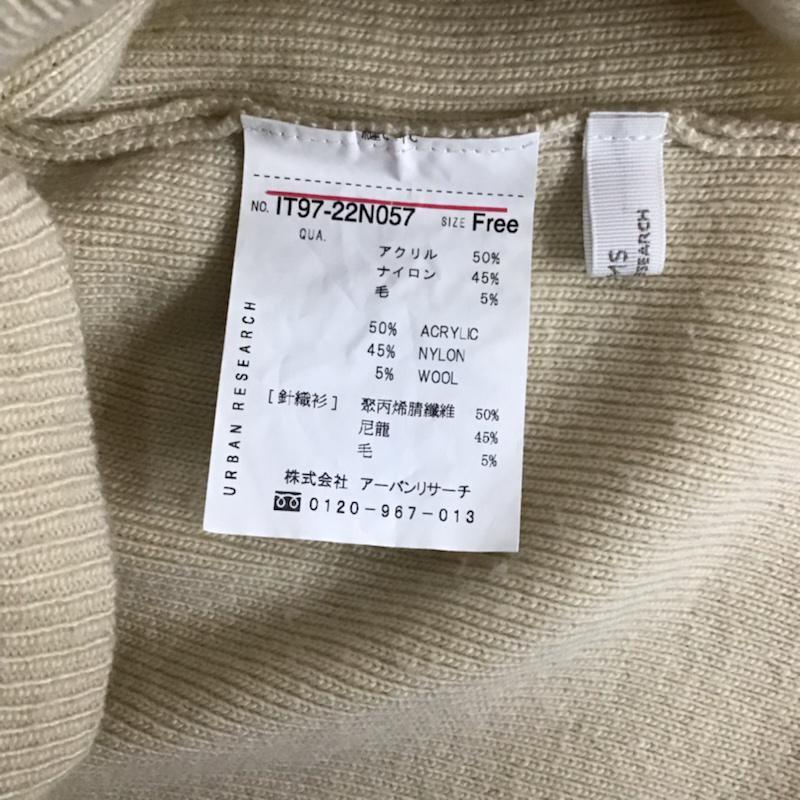 NO. IT97-22N057 SIZE Free
QUA.
アクリル 50%
ナイロン 45%
毛 5%
50% ACRYLIC
45% NYLON
5% WOOL
[針織衫] 聚丙烯腈纖維 50%
尼龍 45%
毛 5%
株式会社 アーバンリサーチ
0120-967-013
URBAN RESEARCH
MS
RESEARCH